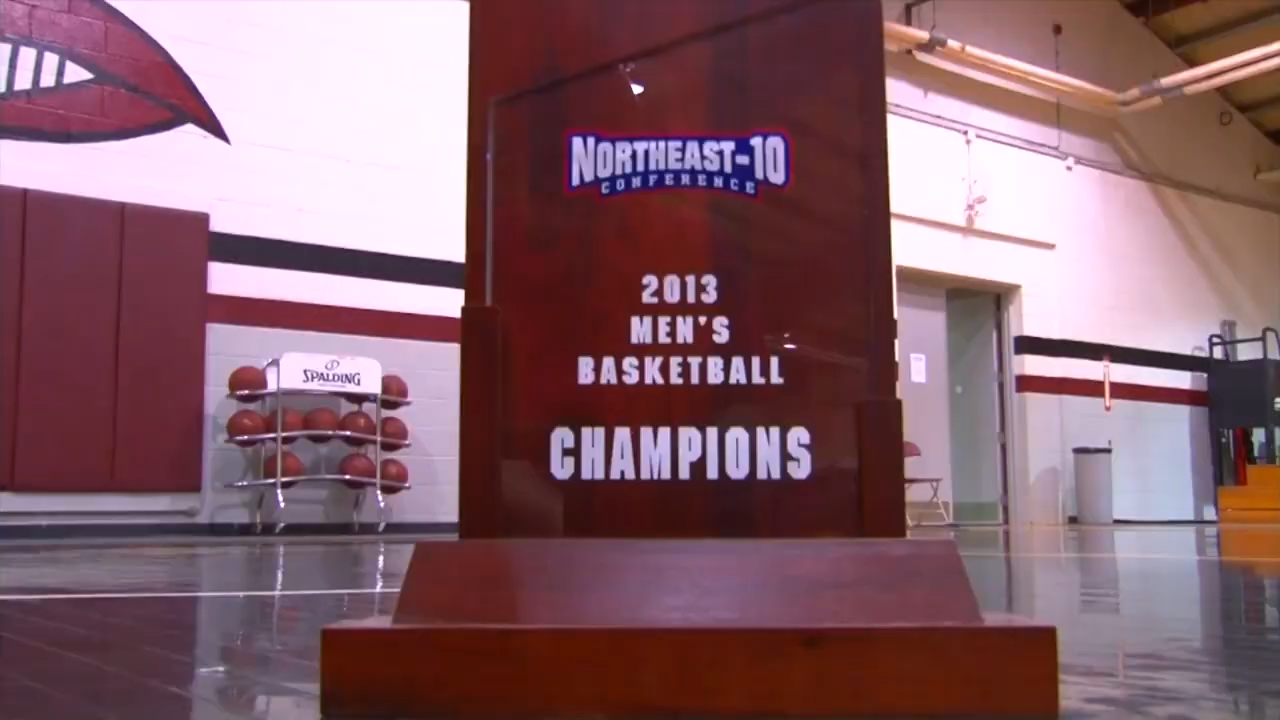 NORTHEAST-10
CONFERENCE
2013
MEN'S
BASKETBALL
CHAMPIONS
SPALDING